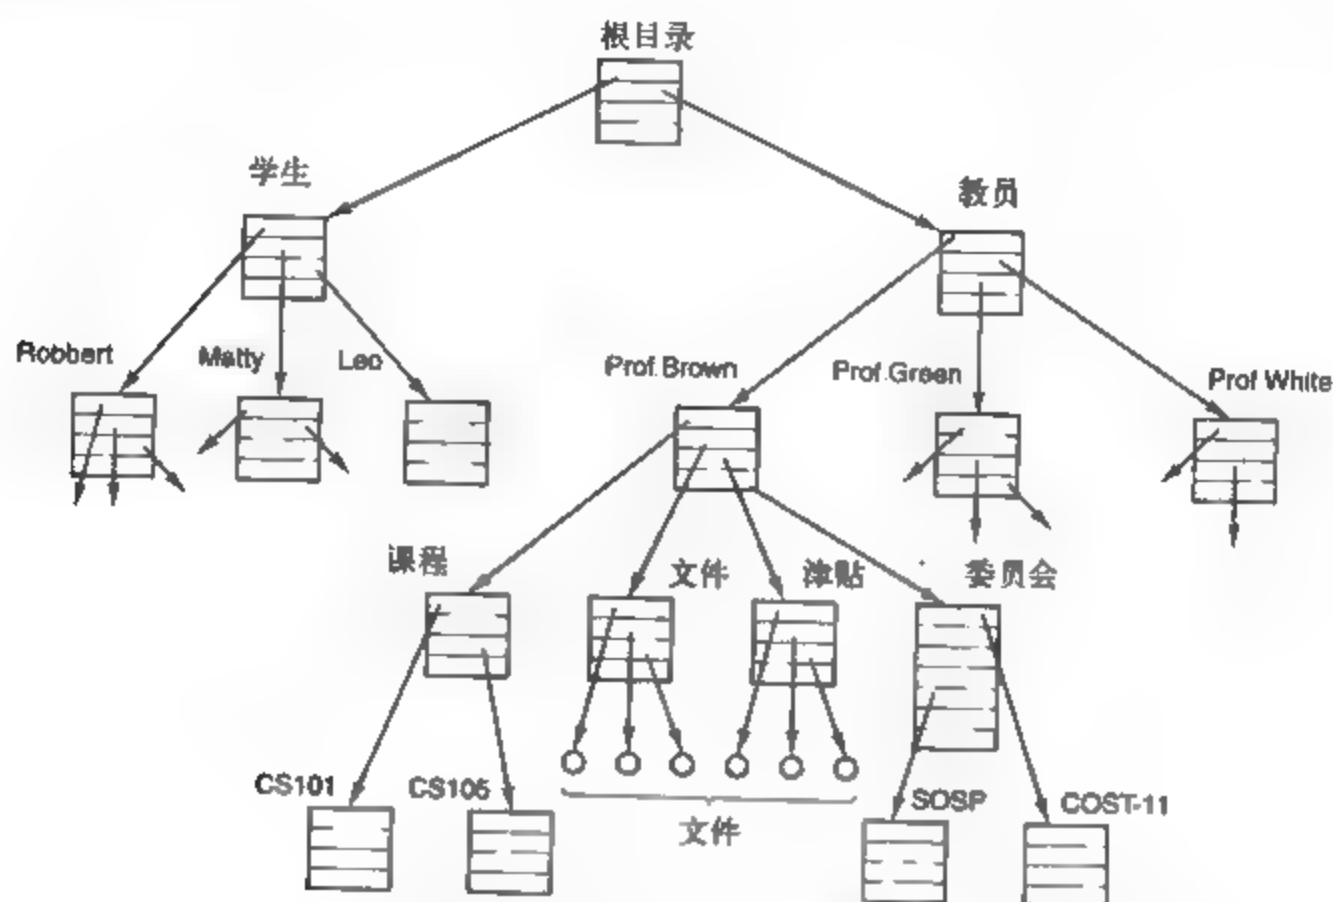 根目录
学生
教员
Robbert
Matty
Leo
Prof.Brown
Prof.Green
Prof.White
课程
文件
津贴
委员会
CS101
CS105
文件
SOSP
COST-11